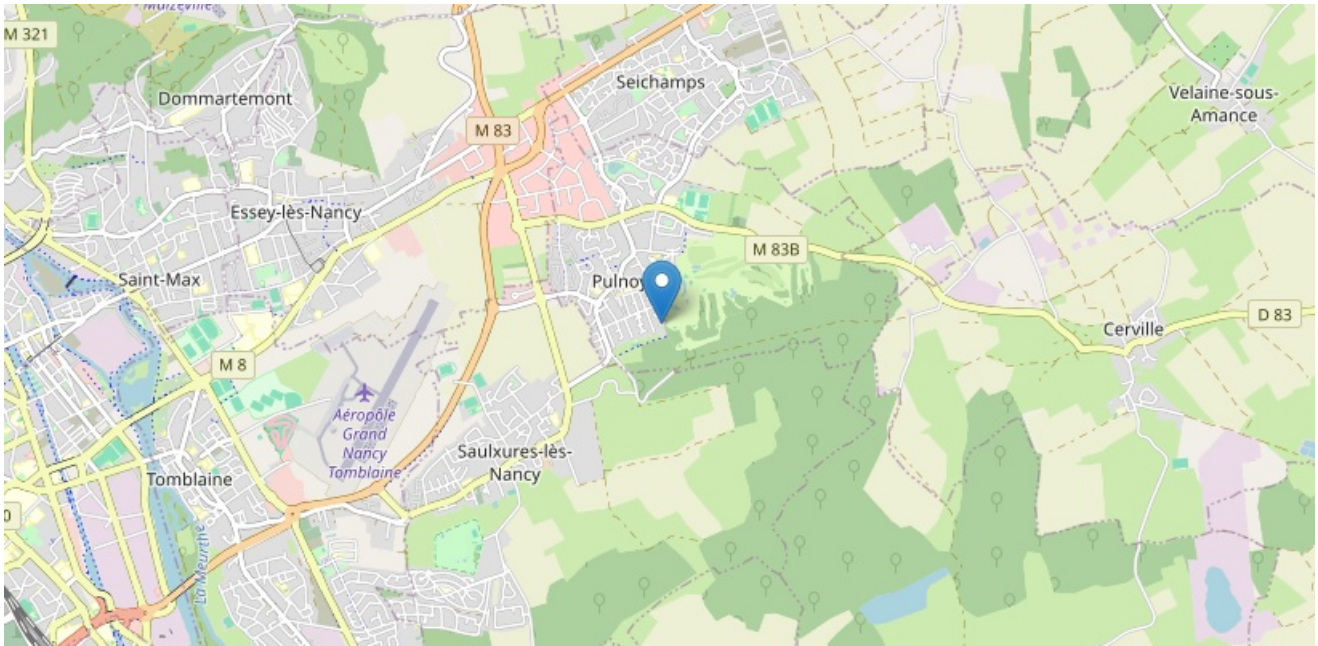 M 321
Dommartemont
Seichamps
Velaine-sous-
Amance
M 83
Essey-lès-Nancy
Saint-Max
M 83B
D 83
Cerville
M 8
Aéropôle
Grand
Nancy
Tomblaine
Saulxures-lès-
Nancy
Tomblaine
La Meurthe